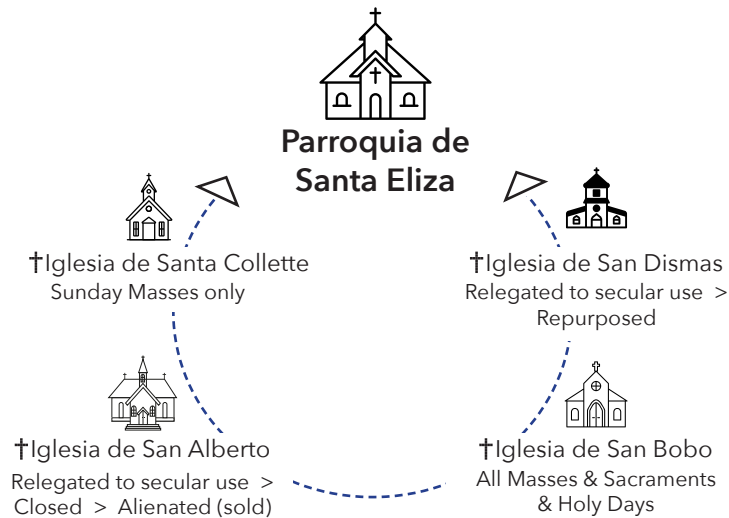 Parroquia de
Santa Eliza
†Iglesia de Santa Collette
Sunday Masses only
†Iglesia de San Dismas
Relegated to secular use >
Repurposed
†Iglesia de San Alberto
Relegated to secular use >
Closed > Alienated (sold)
†Iglesia de San Bobo
All Masses & Sacraments
& Holy Days